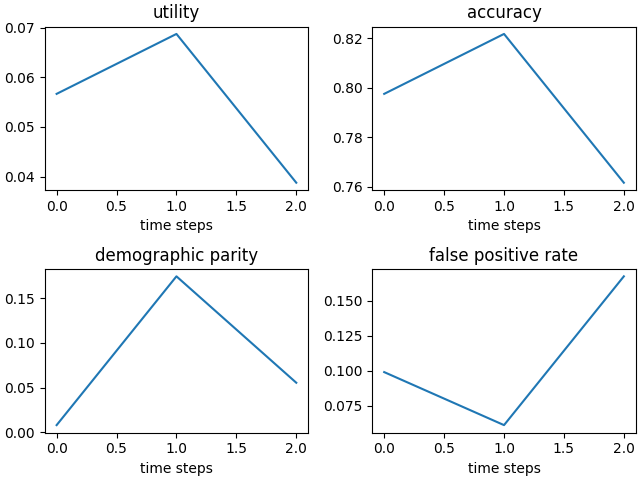 utility
0.07
0.06
0.05
0.04
0.0 0.5 1.0 1.5 2.0
time steps
accuracy
0.82
0.80
0.78
0.76
0.0 0.5 1.0 1.5 2.0
time steps
demographic parity
0.15
0.10
0.05
0.00
0.0 0.5 1.0 1.5 2.0
time steps
false positive rate
0.150
0.125
0.100
0.075
0.0 0.5 1.0 1.5 2.0
time steps